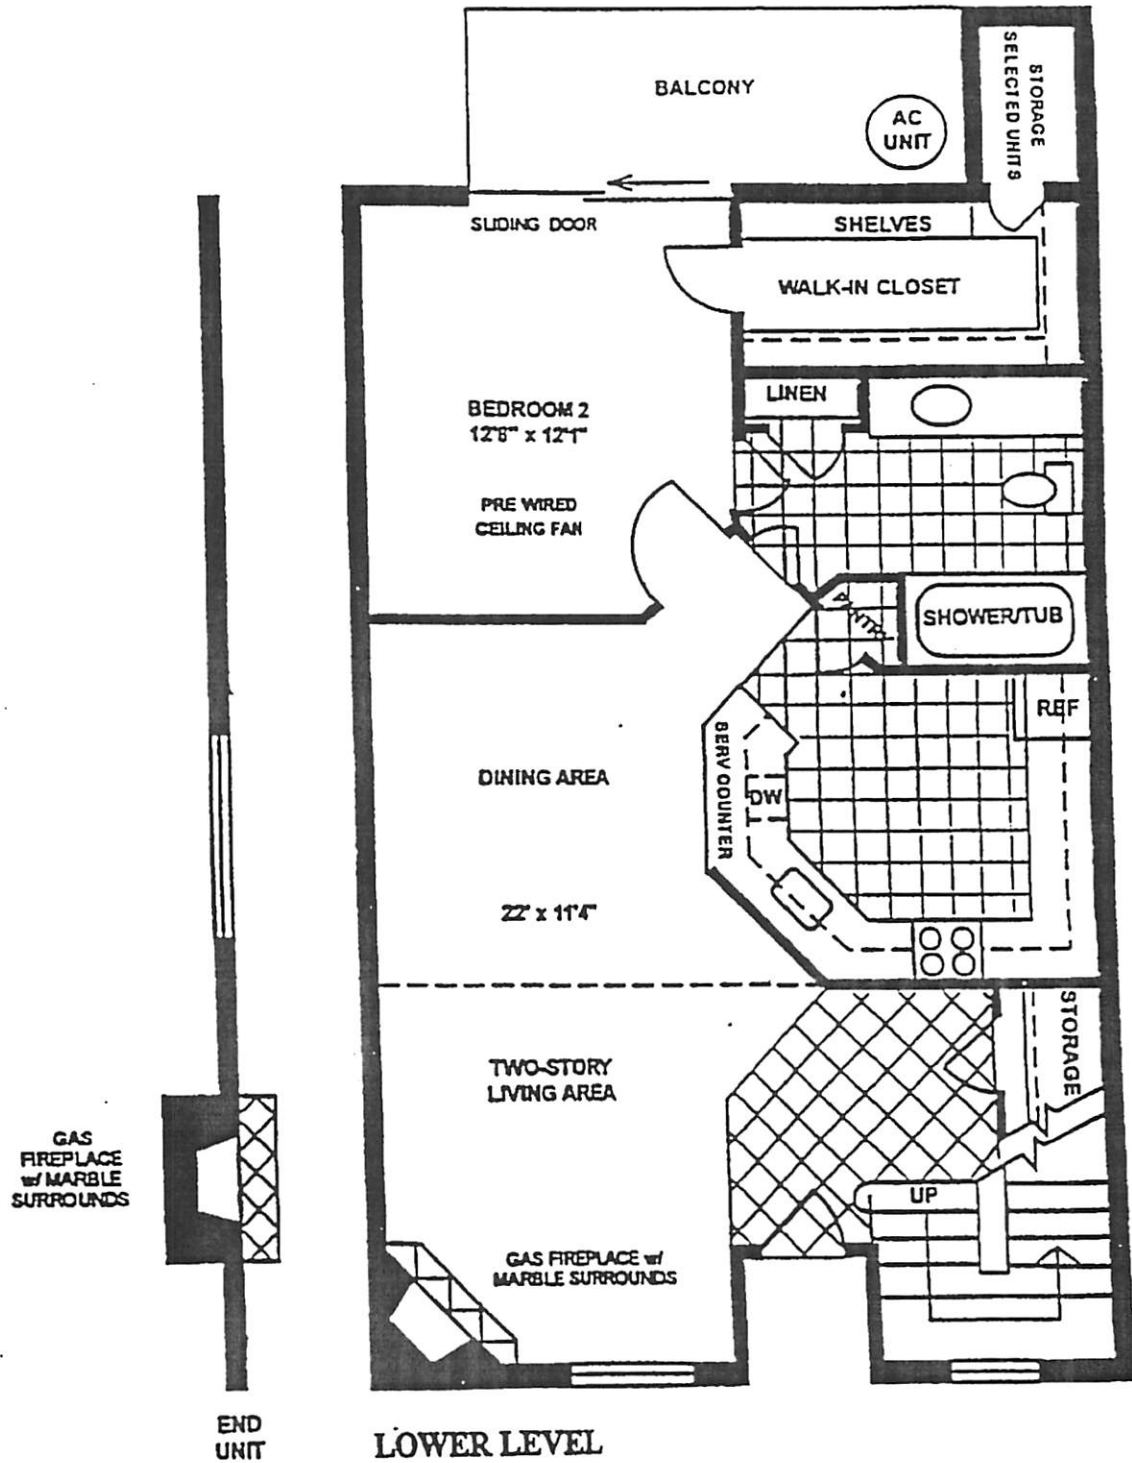 BALCONY
AC
UNIT
STORAGE
SELECTED UNITS
SLIDING DOOR
SHELVES
WALK-IN CLOSET
LINEN
BEDROOM 2
12'8" x 12'1"
PRE WIRED
CEILING FAN
PANTRY
SHOWER/TUB
REF
SERV COUNTER
DINING AREA
DW
22' x 11'4"
STORAGE
TWO-STORY
LIVING AREA
GAS
FIREPLACE
w/ MARBLE
SURROUNDS
UP
GAS FIREPLACE w/
MARBLE SURROUNDS
END
UNIT
LOWER LEVEL